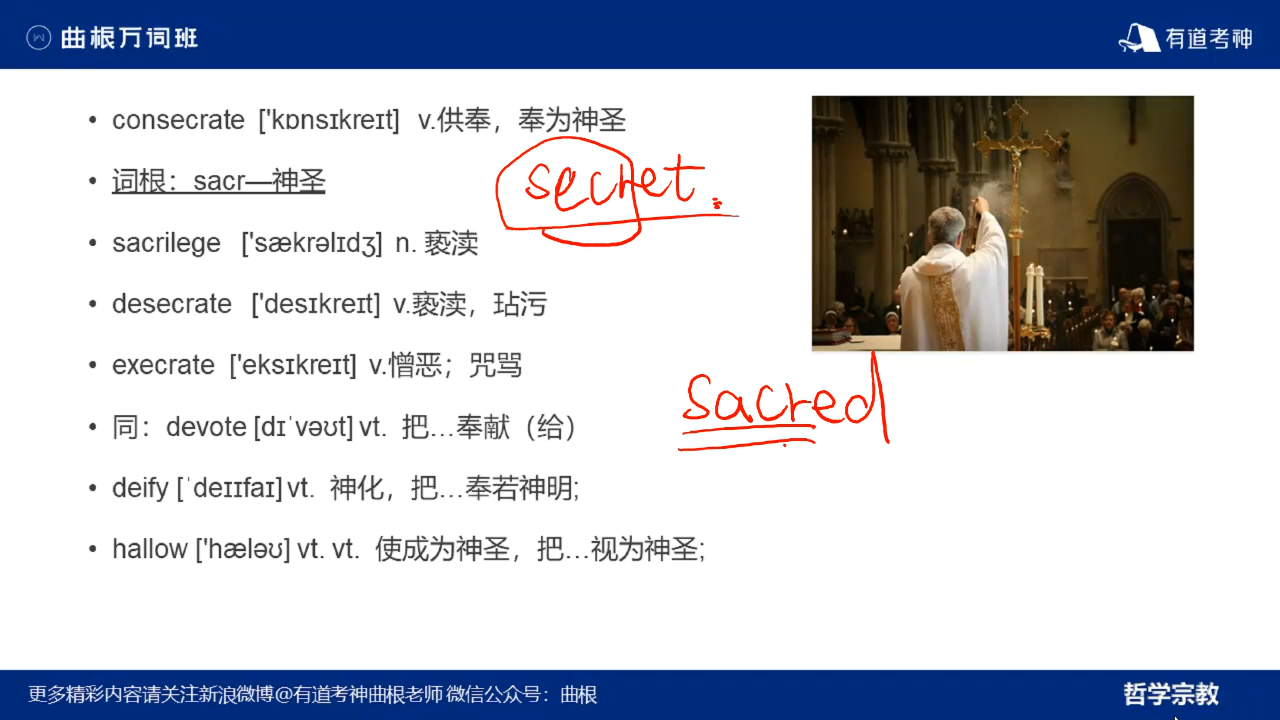 曲根万词班
有道考神
consecrate ['kɒnsɪkreɪt] v.供奉，奉为神圣
词根：sacr—神圣
secret.
sacrilege ['sækrəlɪdʒ] n. 亵渎
desecrate ['desɪkreɪt] v.亵渎，玷污
execrate ['eksɪkreɪt] v.憎恶；咒骂
sacred
同：devote [dɪˈvəʊt] vt. 把…奉献（给）
deify [ˈdeɪɪfaɪ] vt. 神化，把…奉若神明;
hallow ['hæləʊ] vt. vt. 使成为神圣，把…视为神圣;
更多精彩内容请关注新浪微博@有道考神曲根老师 微信公众号：曲根
哲学宗教